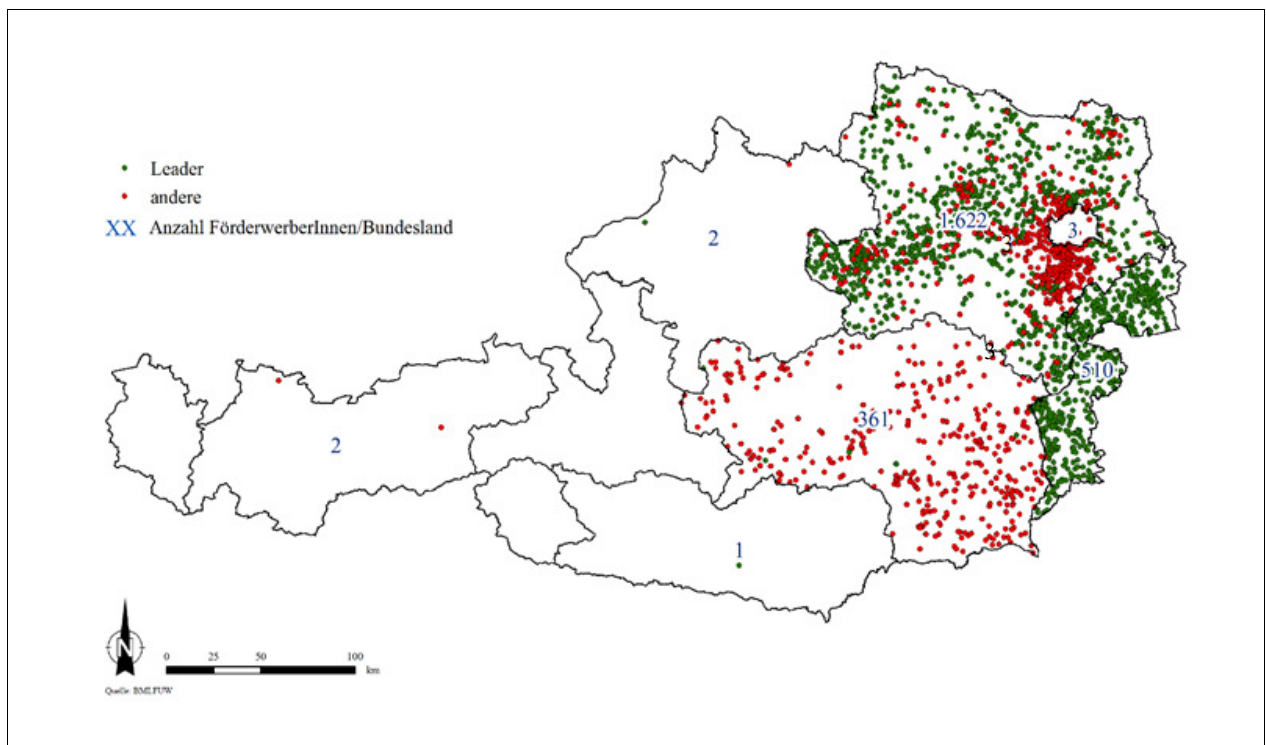 Leader
andere
XX Anzahl FörderwerberInnen/Bundesland
2
1.622
3
3
3
510
361
2
1
N
0 25 50 100
km
Quelle: BMLFUW